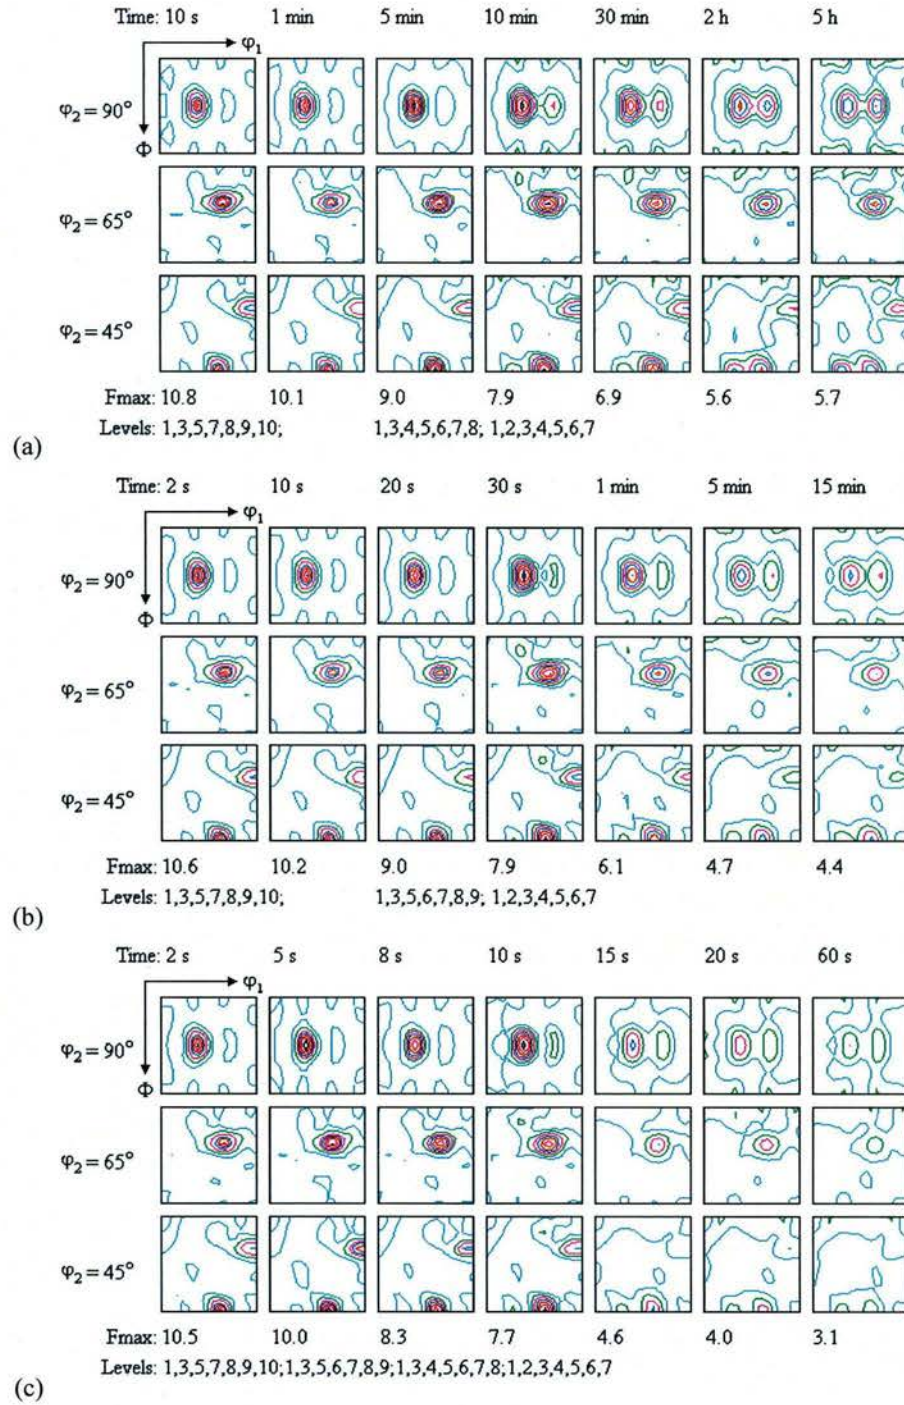 Time: 10 s 1 min 5 min 10 min 30 min 2 h 5 h
φ1
φ2 = 90°
Φ
φ2 = 65°
φ2 = 45°
Fmax: 10.8 10.1 9.0 7.9 6.9 5.6 5.7
Levels: 1,3,5,7,8,9,10; 1,3,4,5,6,7,8; 1,2,3,4,5,6,7
(a)
Time: 2 s 10 s 20 s 30 s 1 min 5 min 15 min
φ1
φ2 = 90°
Φ
φ2 = 65°
φ2 = 45°
Fmax: 10.6 10.2 9.0 7.9 6.1 4.7 4.4
Levels: 1,3,5,7,8,9,10; 1,3,5,6,7,8,9; 1,2,3,4,5,6,7
(b)
Time: 2 s 5 s 8 s 10 s 15 s 20 s 60 s
φ1
φ2 = 90°
Φ
φ2 = 65°
φ2 = 45°
Fmax: 10.5 10.0 8.3 7.7 4.6 4.0 3.1
Levels: 1,3,5,7,8,9,10;1,3,5,6,7,8,9;1,3,4,5,6,7,8;1,2,3,4,5,6,7
(c)